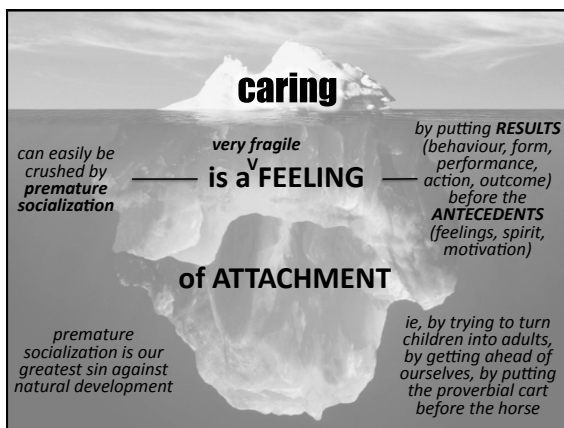 caring
very fragile
can easily be
crushed by
premature
socialization
is a ˅ FEELING
by putting RESULTS
(behaviour, form,
performance,
action, outcome)
before the
ANTECEDENTS
(feelings, spirit,
motivation)
of ATTACHMENT
premature
socialization is our
greatest sin against
natural development
ie, by trying to turn
children into adults,
by getting ahead of
ourselves, by putting
the proverbial cart
before the horse